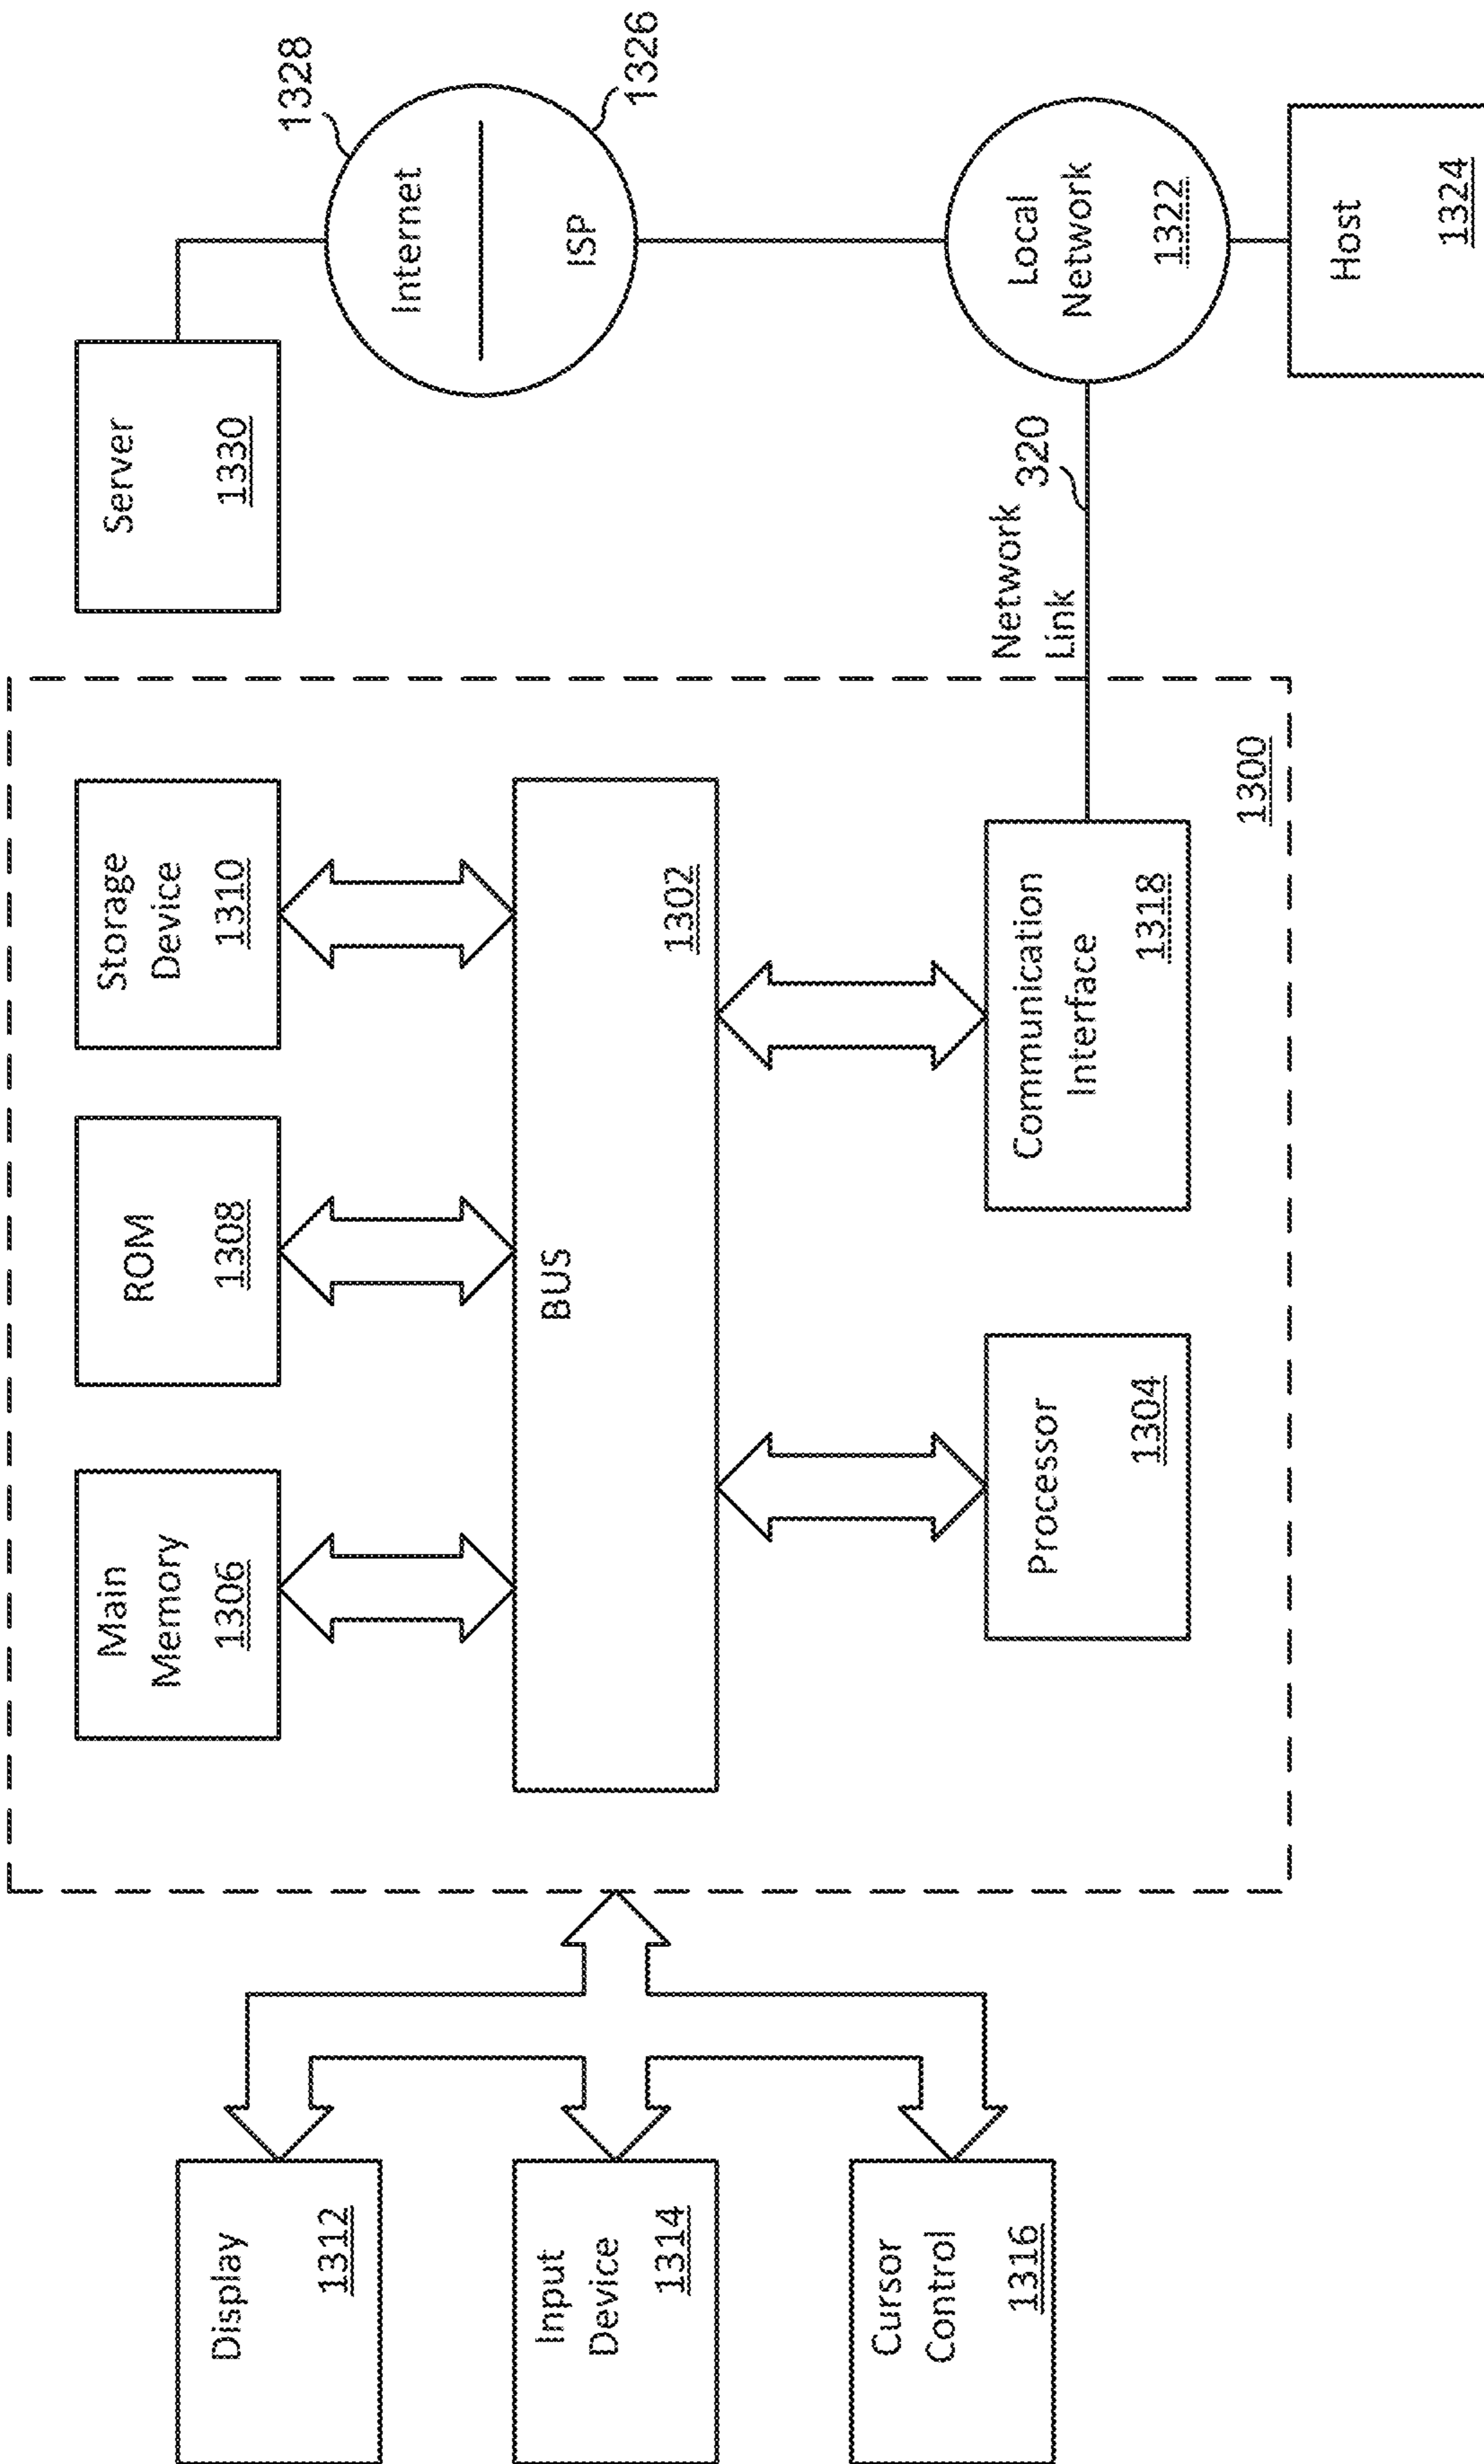 Display
1312
Input
Device
1314
Cursor
Control
1316
Main
Memory
1306
ROM
1308
Storage
Device
1310
BUS
1302
Processor
1304
Communication
Interface
1318
1300
Network
Link
320
Server
1330
1328
Internet
ISP
1326
Local
Network
1322
Host
1324